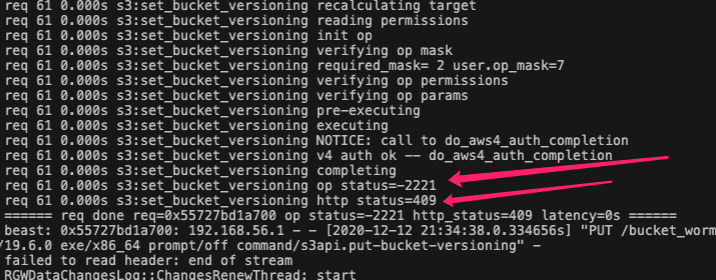 req 61 0.000s s3:set_bucket_versioning recalculating target
req 61 0.000s s3:set_bucket_versioning reading permissions
req 61 0.000s s3:set_bucket_versioning init op
req 61 0.000s s3:set_bucket_versioning verifying op mask
req 61 0.000s s3:set_bucket_versioning required_mask= 2 user.op_mask=7
req 61 0.000s s3:set_bucket_versioning verifying op permissions
req 61 0.000s s3:set_bucket_versioning verifying op params
req 61 0.000s s3:set_bucket_versioning pre-executing
req 61 0.000s s3:set_bucket_versioning executing
req 61 0.000s s3:set_bucket_versioning NOTICE: call to do_aws4_auth_completion
req 61 0.000s s3:set_bucket_versioning v4 auth ok -- do_aws4_auth_completion
req 61 0.000s s3:set_bucket_versioning completing
req 61 0.000s s3:set_bucket_versioning op status=-2221
req 61 0.000s s3:set_bucket_versioning http status=409
====== req done req=0x55727bd1a700 op status=-2221 http_status=409 latency=0s ======
beast: 0x55727bd1a700: 192.168.56.1 - - [2020-12-12 21:34:38.0.334656s] "PUT /bucket_worm
/19.6.0 exe/x86_64 prompt/off command/s3api.put-bucket-versioning" -
failed to read header: end of stream
RGWDataChangesLog::ChangesRenewThread: start